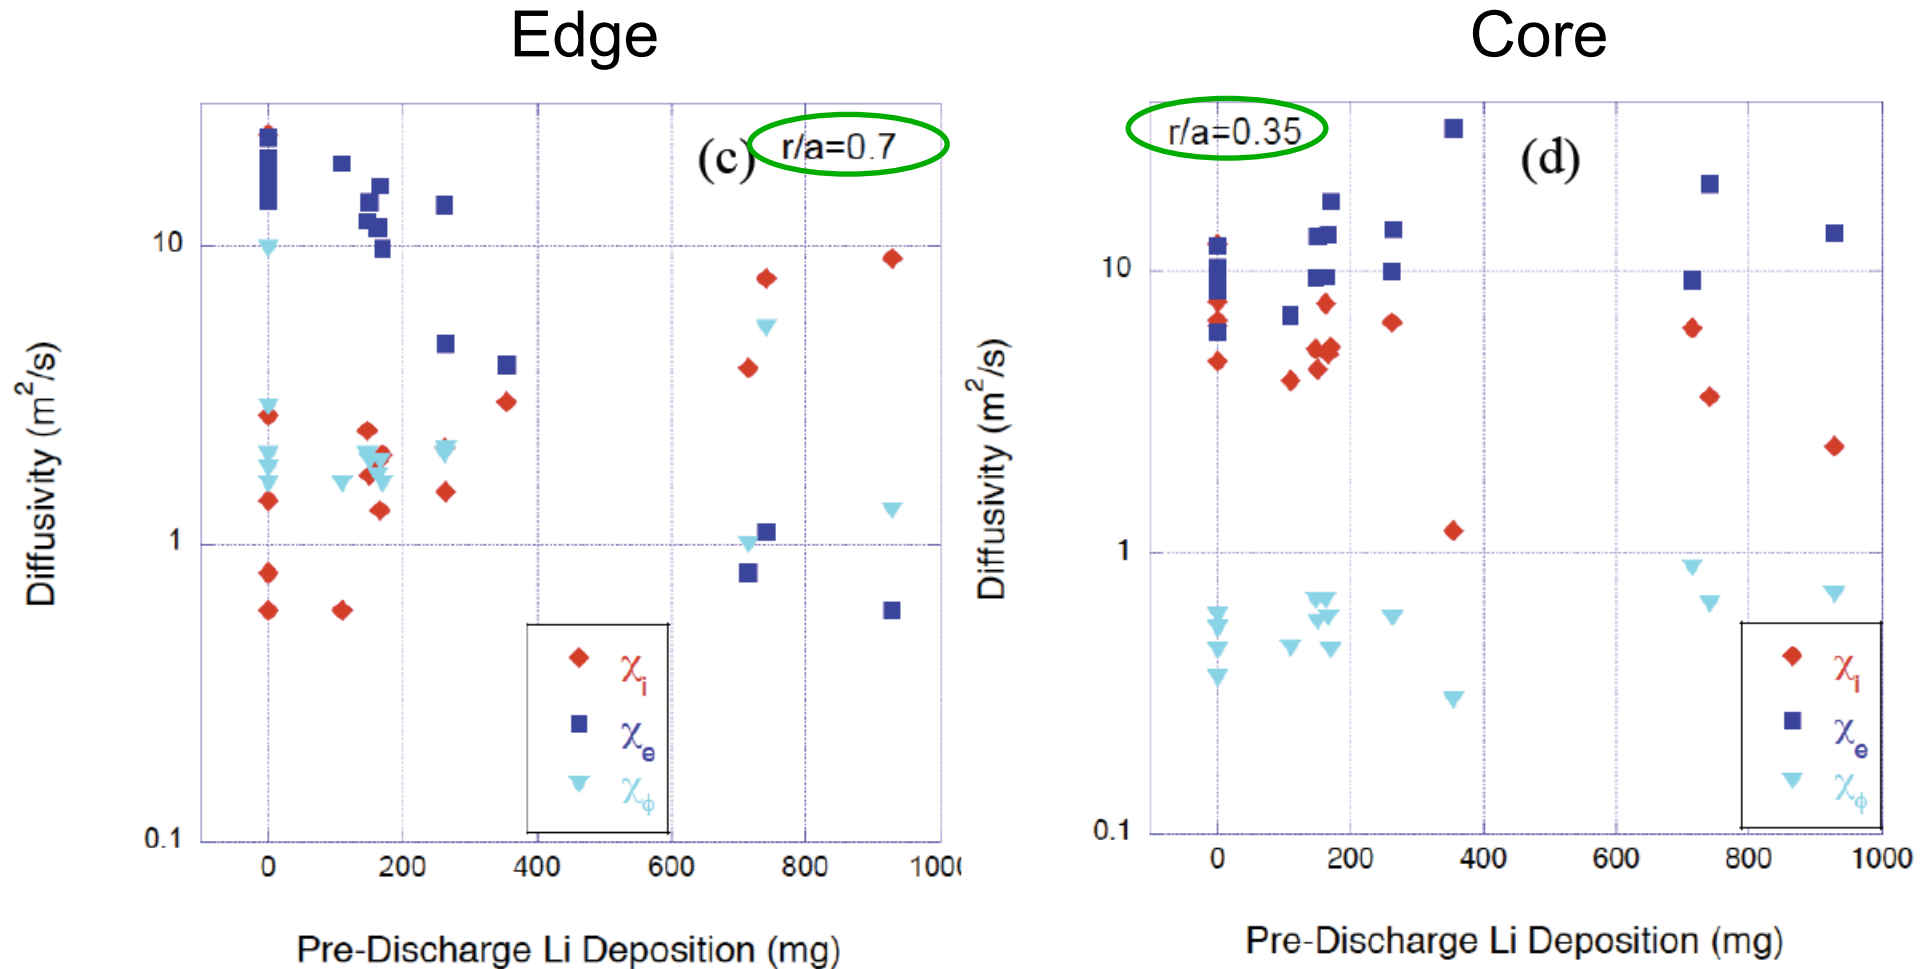 Edge
(c)
r/a=0.7
10
1
0.1
0
200
400
600
800
100
Diffusivity (m²/s)
Pre-Discharge Li Deposition (mg)
χi
χe
χϕ
Core
r/a=0.35
(d)
10
1
0.1
0
200
400
600
800
1000
Diffusivity (m²/s)
Pre-Discharge Li Deposition (mg)
χi
χe
χϕ